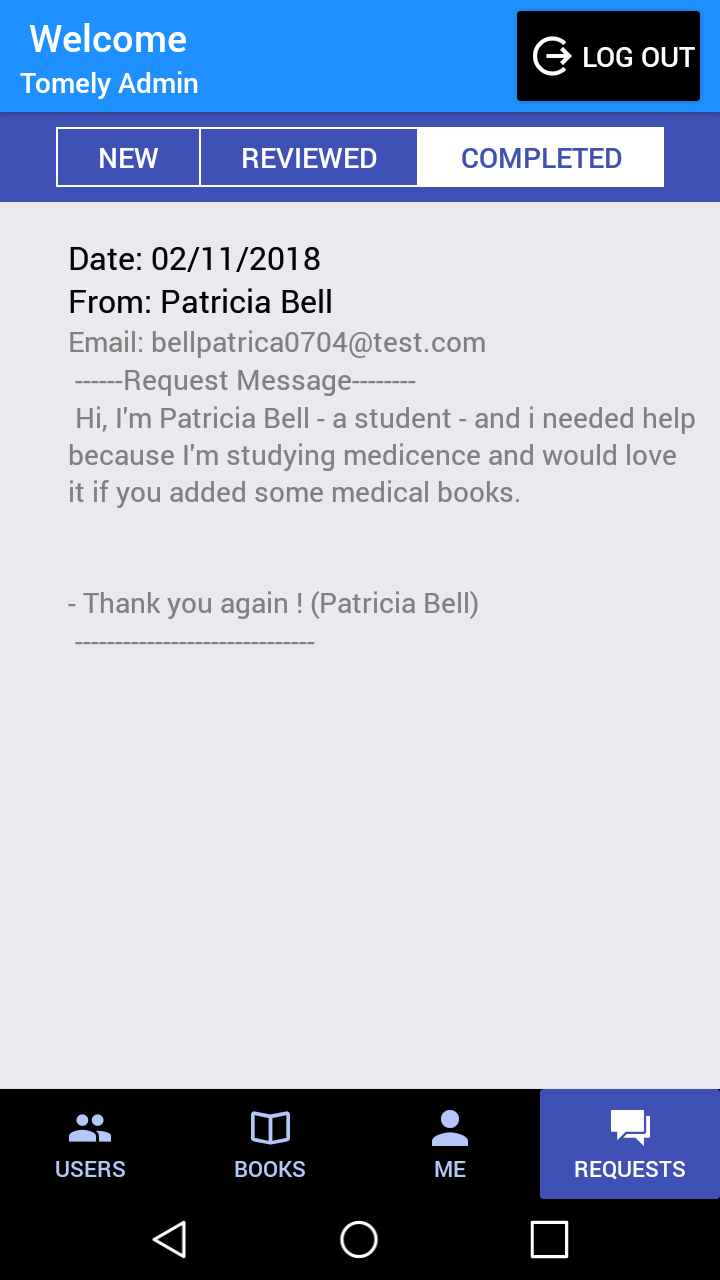 Welcome
Tomely Admin
LOG OUT
NEW
REVIEWED
COMPLETED
Date: 02/11/2018
From: Patricia Bell
Email: bellpatrica0704@test.com
------Request Message--------
Hi, I'm Patricia Bell - a student - and i needed help
because I'm studying medicence and would love
it if you added some medical books.
- Thank you again ! (Patricia Bell)
------------------------------
USERS
BOOKS
ME
REQUESTS